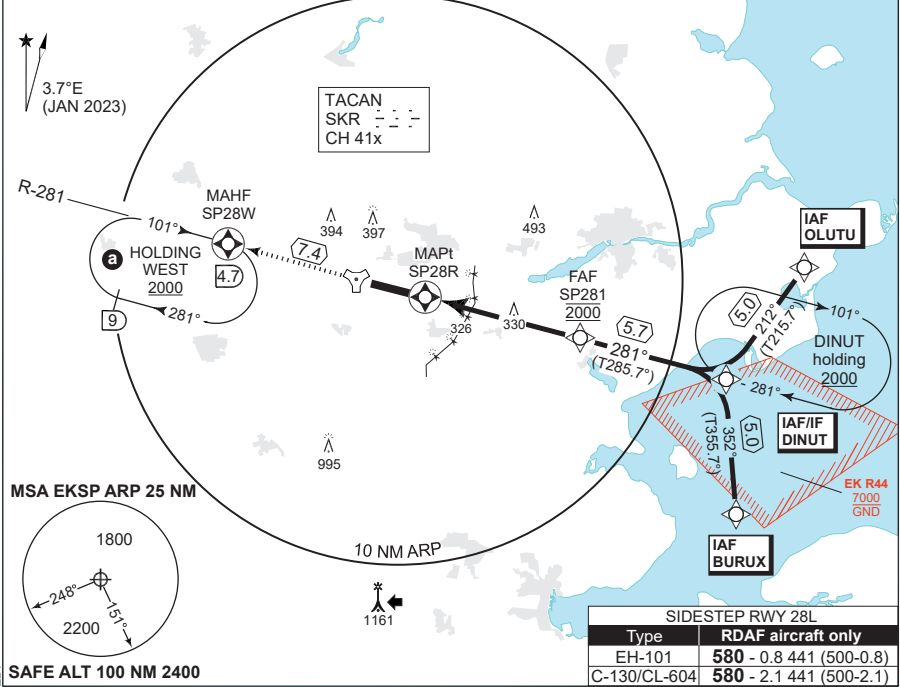 3.7°E
(JAN 2023)
TACAN
SKR
CH 41x
R-281
MAHF
SP28W
101°
HOLDING
WEST
2000
a
4.7
281°
9
7.4
394
397
493
MAPt
SP28R
326
330
FAF
SP281
2000
5.7
281°
(T285.7°)
IAF
OLUTU
5.0
212°
(T215.7°)
101°
DINUT
holding
2000
281°
IAF/IF
DINUT
352°
(T355.7°)
5.0
EK R44
7000
GND
IAF
BURUX
995
10 NM ARP
1161
MSA EKSP ARP 25 NM
1800
248°
151°
2200
SAFE ALT 100 NM 2400
SIDESTEP RWY 28L
Type RDAF aircraft only
EH-101 580 - 0.8 441 (500-0.8)
C-130/CL-604 580 - 2.1 441 (500-2.1)